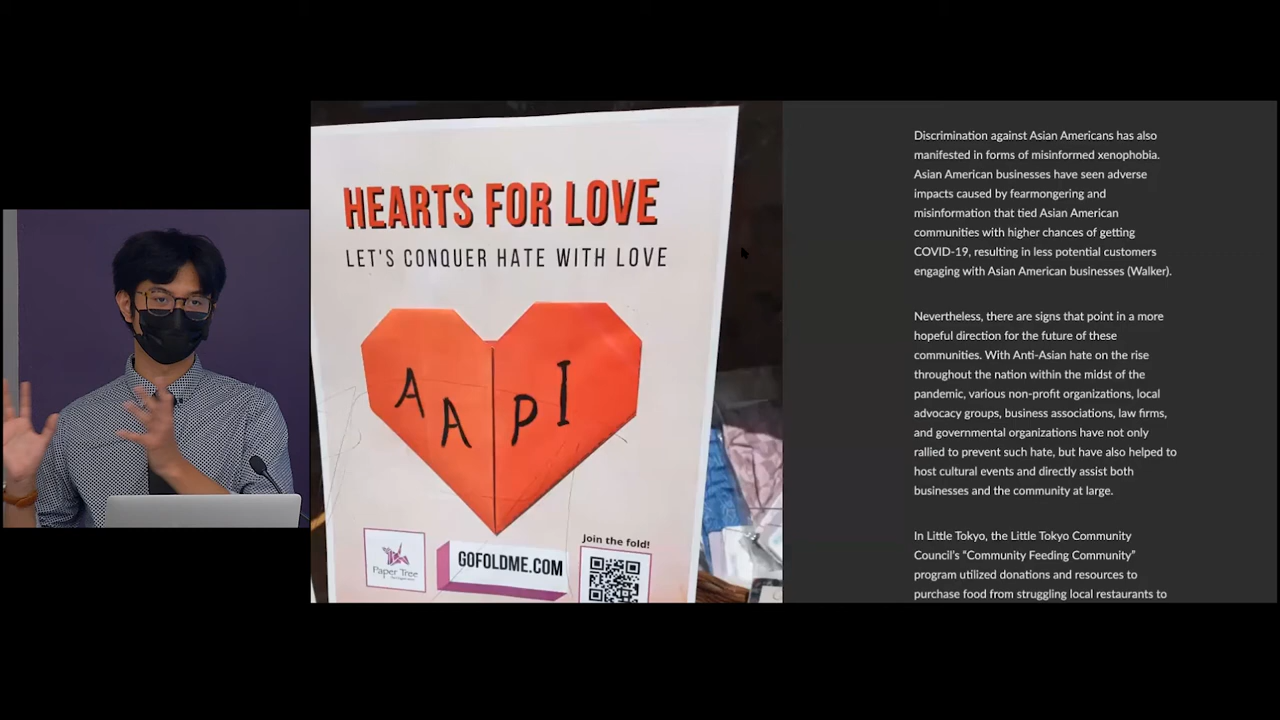 HEARTS FOR LOVE
LET'S CONQUER HATE WITH LOVE
A A P I
Join the fold!
Paper Tree
GOFOLDME.COM
Discrimination against Asian Americans has also
manifested in forms of misinformed xenophobia.
Asian American businesses have seen adverse
impacts caused by fearmongering and
misinformation that tied Asian American
communities with higher chances of getting
COVID-19, resulting in less potential customers
engaging with Asian American businesses (Walker).
Nevertheless, there are signs that point in a more
hopeful direction for the future of these
communities. With Anti-Asian hate on the rise
throughout the nation within the midst of the
pandemic, various non-profit organizations, local
advocacy groups, business associations, law firms,
and governmental organizations have not only
rallied to prevent such hate, but have also helped to
host cultural events and directly assist both
businesses and the community at large.
In Little Tokyo, the Little Tokyo Community
Council's “Community Feeding Community”
program utilized donations and resources to
purchase food from struggling local restaurants to